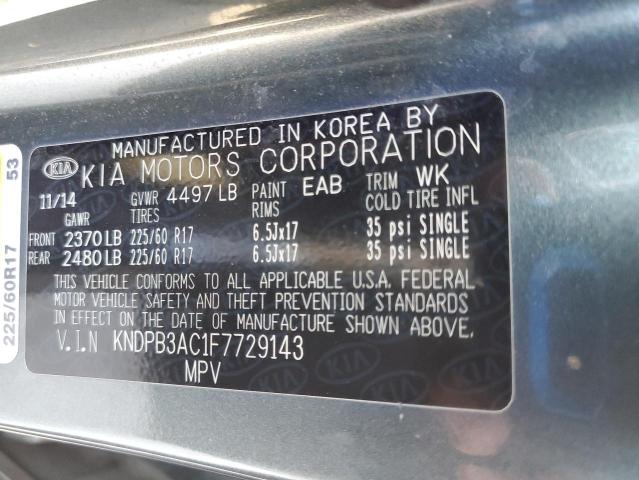 MANUFACTURED IN KOREA BY
KIA KIA MOTORS CORPORATION
11/14 GVWR 4497 LB PAINT EAB TRIM WK
GAWR TIRES RIMS COLD TIRE INFL
FRONT 2370 LB 225/60 R17 6.5Jx17 35 psi SINGLE
REAR 2480 LB 225/60 R17 6.5Jx17 35 psi SINGLE
THIS VEHICLE CONFORMS TO ALL APPLICABLE U.S.A. FEDERAL
MOTOR VEHICLE SAFETY AND THEFT PREVENTION STANDARDS
IN EFFECT ON THE DATE OF MANUFACTURE SHOWN ABOVE.
V.I.N KNDPB3AC1F7729143
MPV
225/60R17 53